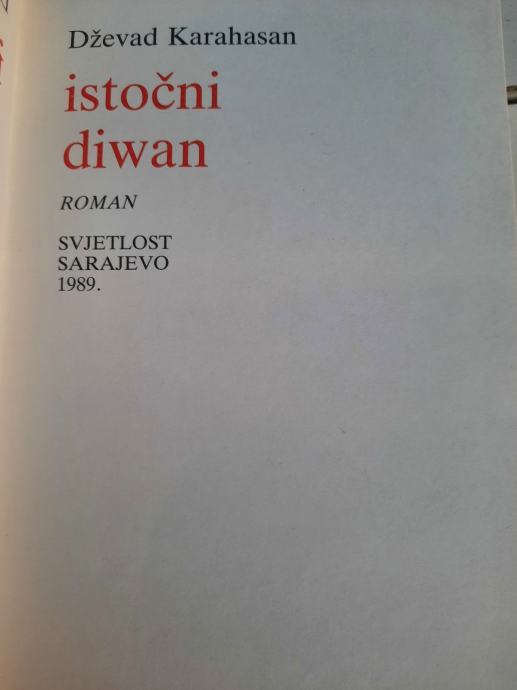 Dževad Karahasan
istočni
diwan
ROMAN
SVJETLOST
SARAJEVO
1989.